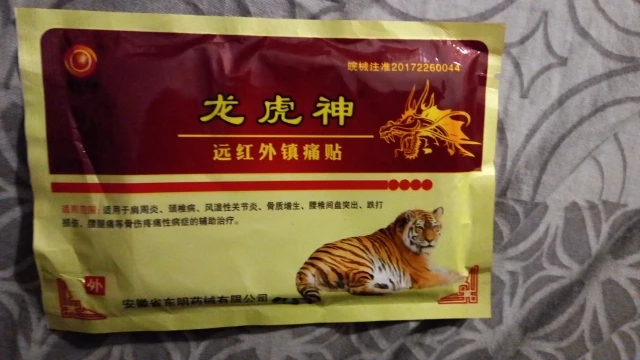 皖械注准20172260044
龙虎神
远红外镇痛贴
适用范围：适用于肩周炎、颈椎病、风湿性关节炎、骨质增生、腰椎间盘突出、跌打
损伤、腰腿痛等骨伤疼痛性病症的辅助治疗。
外
安徽省东明药械有限公司